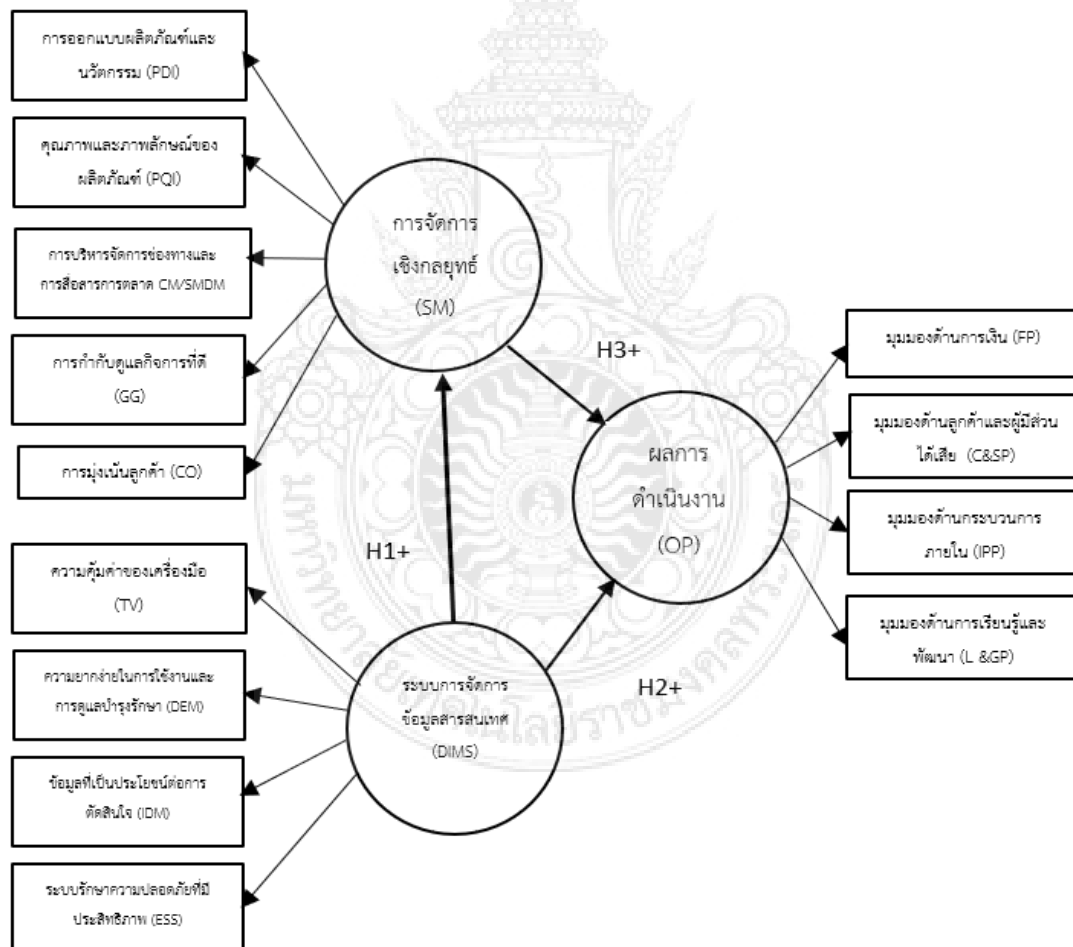 การออกแบบผลิตภัณฑ์และ
นวัตกรรม (PDI)
คุณภาพและภาพลักษณ์ของ
ผลิตภัณฑ์ (PQI)
การบริหารจัดการช่องทางและ
การสื่อสารการตลาด CM/SMDM
การกำกับดูแลกิจการที่ดี
(GG)
การมุ่งเน้นลูกค้า (CO)
ความคุ้มค่าของเครื่องมือ
(TV)
ความยากง่ายในการใช้งานและ
การดูแลบำรุงรักษา (DEM)
ข้อมูลที่เป็นประโยชน์ต่อการ
ตัดสินใจ (IDM)
ระบบรักษาความปลอดภัยที่มี
ประสิทธิภาพ (ESS)
การจัดการ
เชิงกลยุทธ์
(SM)
H1+
ระบบการจัดการ
ข้อมูลสารสนเทศ
(DIMS)
H3+
H2+
ผลการ
ดำเนินงาน
(OP)
มุมมองด้านการเงิน (FP)
มุมมองด้านลูกค้าและผู้มีส่วน
ได้เสีย (C&SP)
มุมมองด้านกระบวนการ
ภายใน (IPP)
มุมมองด้านการเรียนรู้และ
พัฒนา (L &GP)